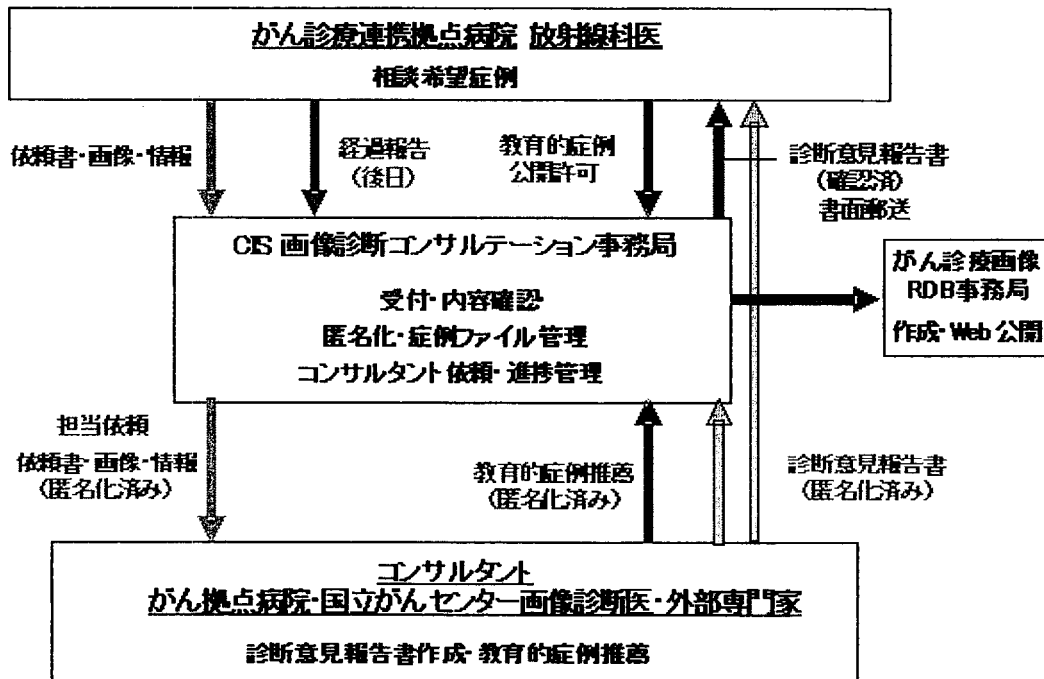 がん診療連携拠点病院 放射線科医
相談希望症例
依頼書・画像・情報
経過報告
(後日)
教育的症例
公開許可
診断意見報告書
(確認済)
書面郵送
CIS 画像診断コンサルテーション事務局
受付・内容確認
匿名化・症例ファイル管理
コンサルタント依頼・進捗管理
がん診療画像
RDB事務局
作成・Web公開
担当依頼
依頼書・画像・情報
(匿名化済み)
教育的症例推薦
(匿名化済み)
診断意見報告書
(匿名化済み)
コンサルタント
がん拠点病院・国立がんセンター画像診断医・外部専門家
診断意見報告書作成・教育的症例推薦